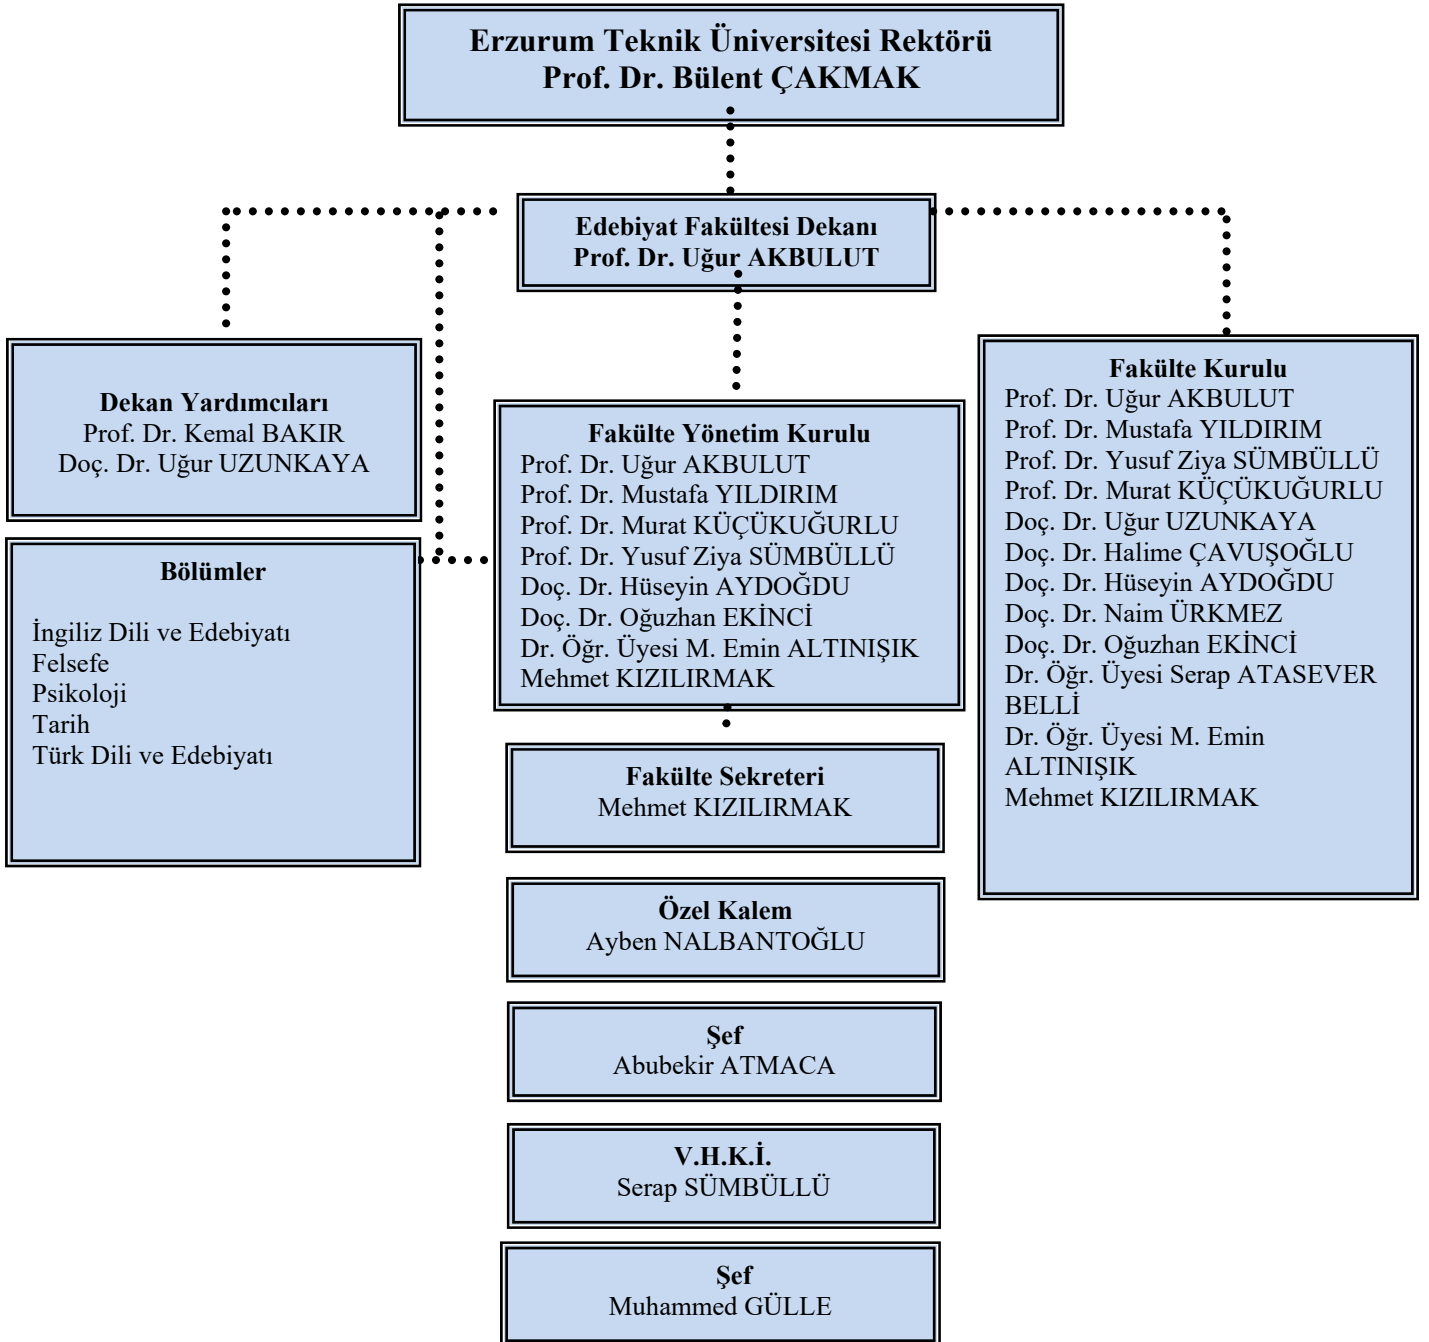 Erzurum Teknik Üniversitesi Rektörü
Prof. Dr. Bülent ÇAKMAK
Edebiyat Fakültesi Dekanı
Prof. Dr. Uğur AKBULUT
Dekan Yardımcıları
Prof. Dr. Kemal BAKIR
Doç. Dr. Uğur UZUNKAYA
Bölümler
İngiliz Dili ve Edebiyatı
Felsefe
Psikoloji
Tarih
Türk Dili ve Edebiyatı
Fakülte Yönetim Kurulu
Prof. Dr. Uğur AKBULUT
Prof. Dr. Mustafa YILDIRIM
Prof. Dr. Murat KÜÇÜKUĞURLU
Prof. Dr. Yusuf Ziya SÜMBÜLLÜ
Doç. Dr. Hüseyin AYDOĞDU
Doç. Dr. Oğuzhan EKİNCİ
Dr. Öğr. Üyesi M. Emin ALTINIŞIK
Mehmet KIZILIRMAK
Fakülte Kurulu
Prof. Dr. Uğur AKBULUT
Prof. Dr. Mustafa YILDIRIM
Prof. Dr. Yusuf Ziya SÜMBÜLLÜ
Prof. Dr. Murat KÜÇÜKUĞURLU
Doç. Dr. Uğur UZUNKAYA
Doç. Dr. Halime ÇAVUŞOĞLU
Doç. Dr. Hüseyin AYDOĞDU
Doç. Dr. Naim ÜRKMEZ
Doç. Dr. Oğuzhan EKİNCİ
Dr. Öğr. Üyesi Serap ATASEVER
BELLİ
Dr. Öğr. Üyesi M. Emin
ALTINIŞIK
Mehmet KIZILIRMAK
Fakülte Sekreteri
Mehmet KIZILIRMAK
Özel Kalem
Ayben NALBANTOĞLU
Şef
Abubekir ATMACA
V.H.K.İ.
Serap SÜMBÜLLÜ
Şef
Muhammed GÜLLE